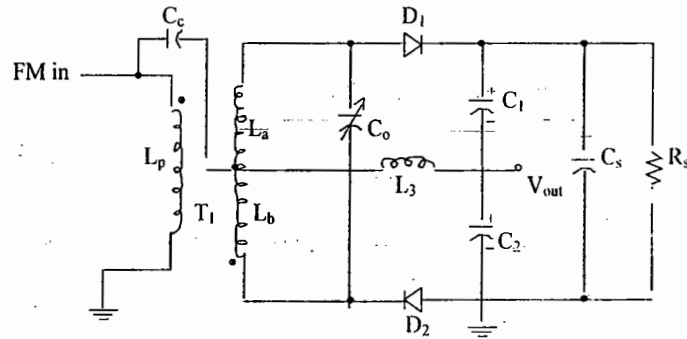 C_c
D_1
FM in
L_p
L_a
C_o
C_1
C_s
R_s
L_3
V_out
T_1
L_b
C_2
D_2